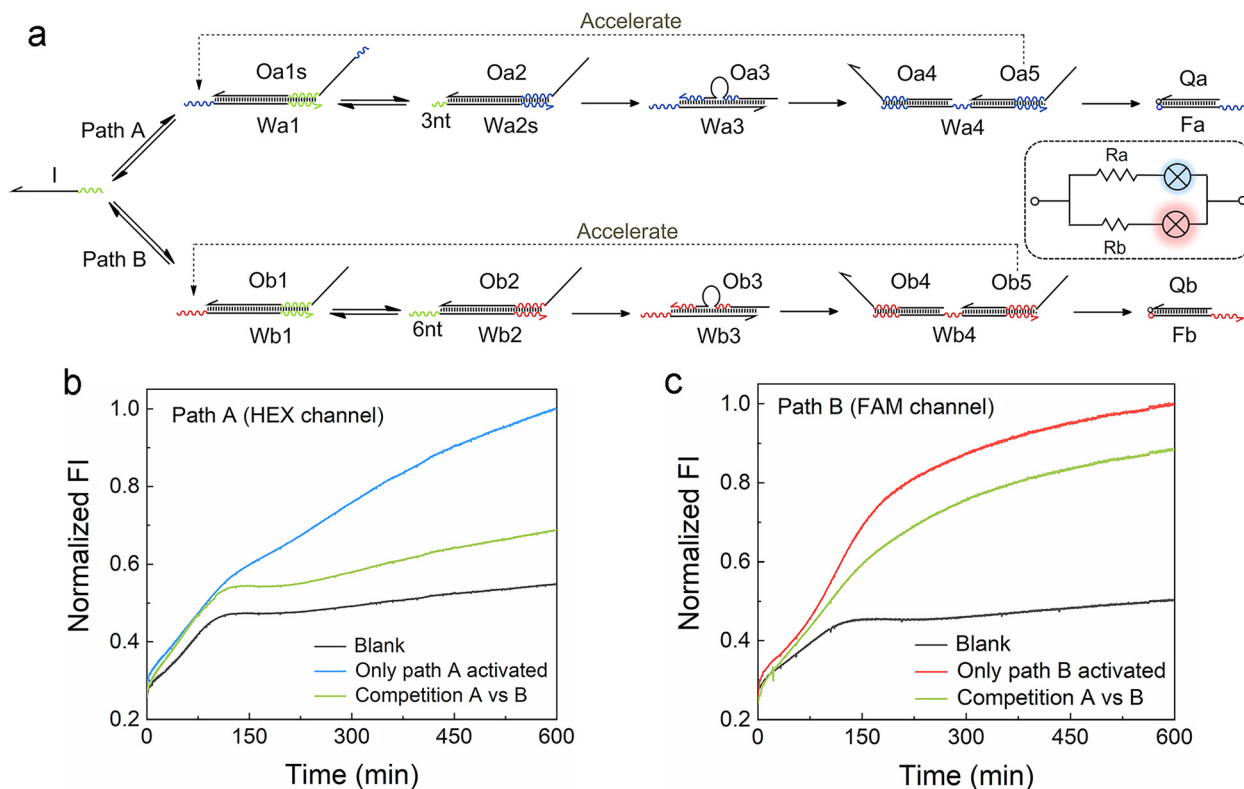 a
Accelerate
Oa1s Oa2 Oa3 Oa4 Oa5 Qa
Wa1 3nt Wa2s Wa3 Wa4 Fa
Path A
I
Path B
Ra
Rb
Accelerate
Ob1 Ob2 Ob3 Ob4 Ob5 Qb
Wb1 6nt Wb2 Wb3 Wb4 Fb
b
Path A (HEX channel)
Normalized FI
1.0
0.8
0.6
0.4
0.2
Blank
Only path A activated
Competition A vs B
0 150 300 450 600
Time (min)
c
Path B (FAM channel)
Normalized FI
1.0
0.8
0.6
0.4
0.2
Blank
Only path B activated
Competition A vs B
0 150 300 450 600
Time (min)